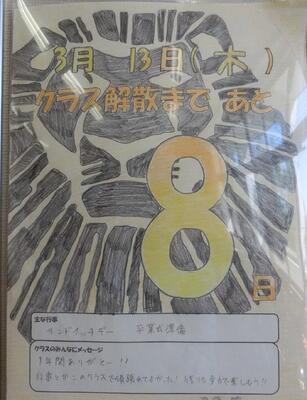 3月 13日(木)
クラス解散まで あと
8
日
主な行事
サンドイッチデー 卒業式準備
クラスのみんなにメッセージ
1年間ありがとー!!
行事とかこのクラスで頑張れてよかった!残り8日も楽しもう!!